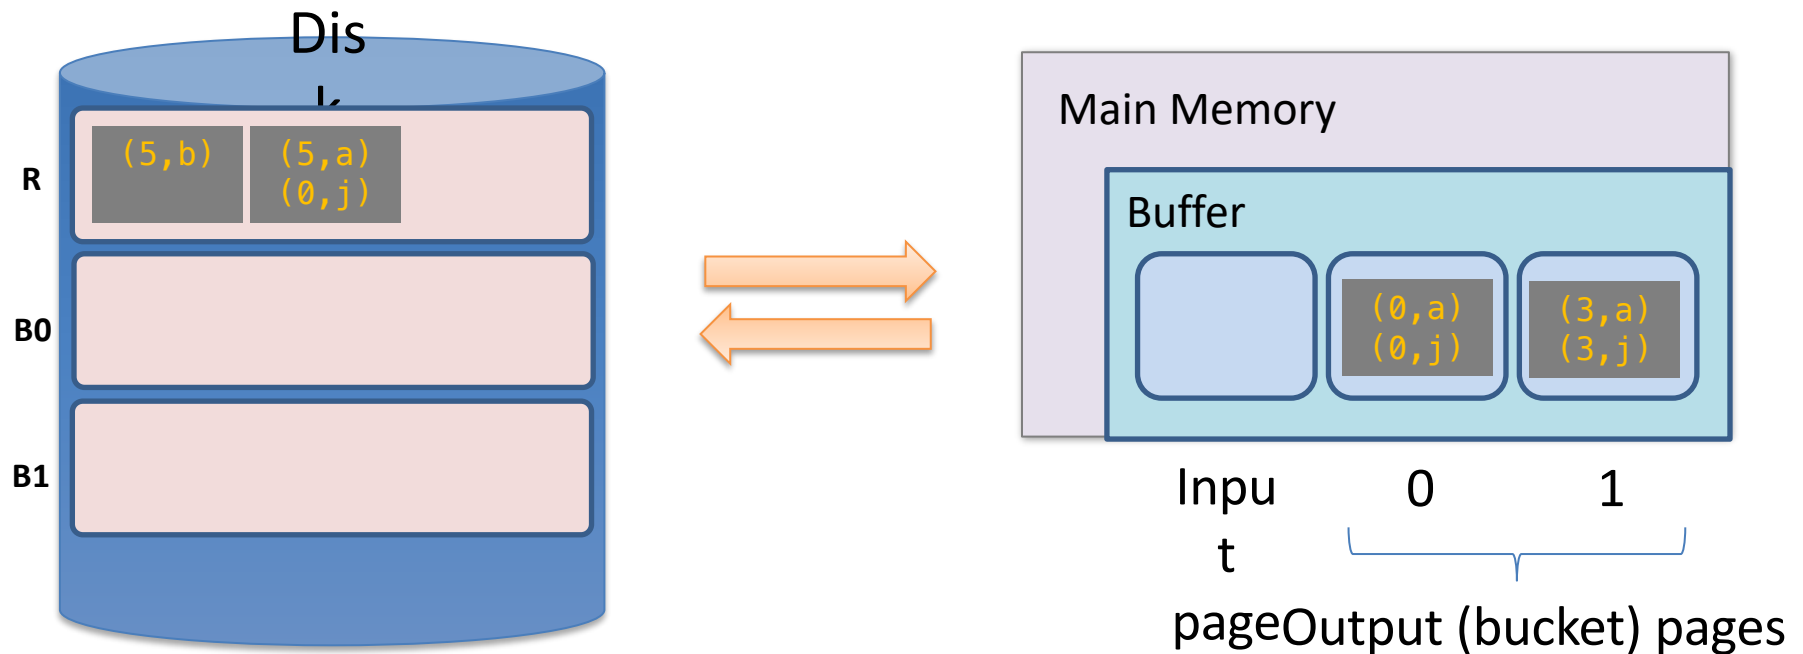 Dis
k
R
(5,b)
(5,a)
(0,j)
B0
B1
Main Memory
Buffer
(0,a)
(0,j)
(3,a)
(3,j)
Inpu
t
page
0
1
Output (bucket) pages